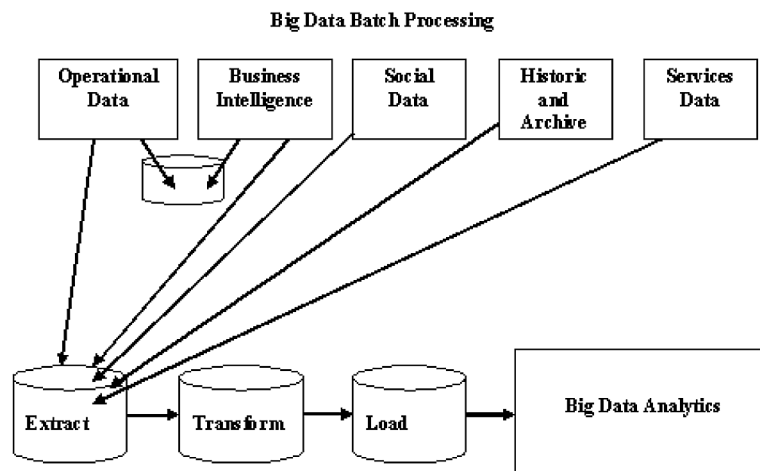 Big Data Batch Processing
Operational
Data
Business
Intelligence
Social
Data
Historic
and
Archive
Services
Data
Extract
Transform
Load
Big Data Analytics